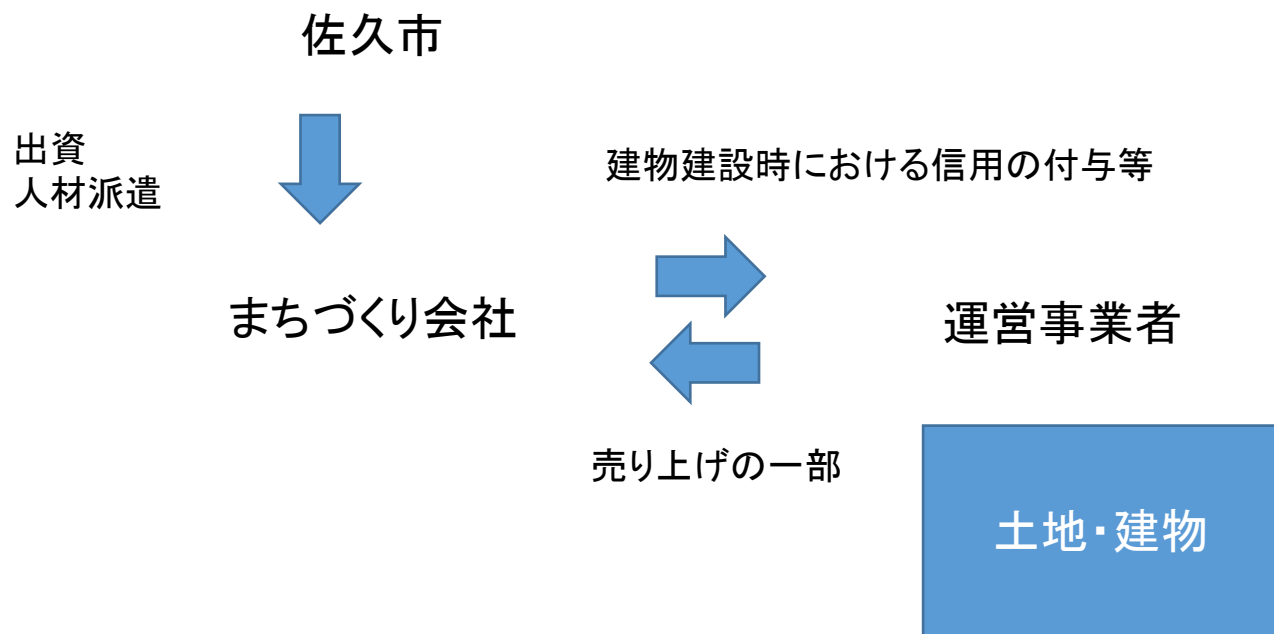 佐久市
出資
人材派遣
建物建設時における信用の付与等
まちづくり会社
運営事業者
売り上げの一部
土地・建物